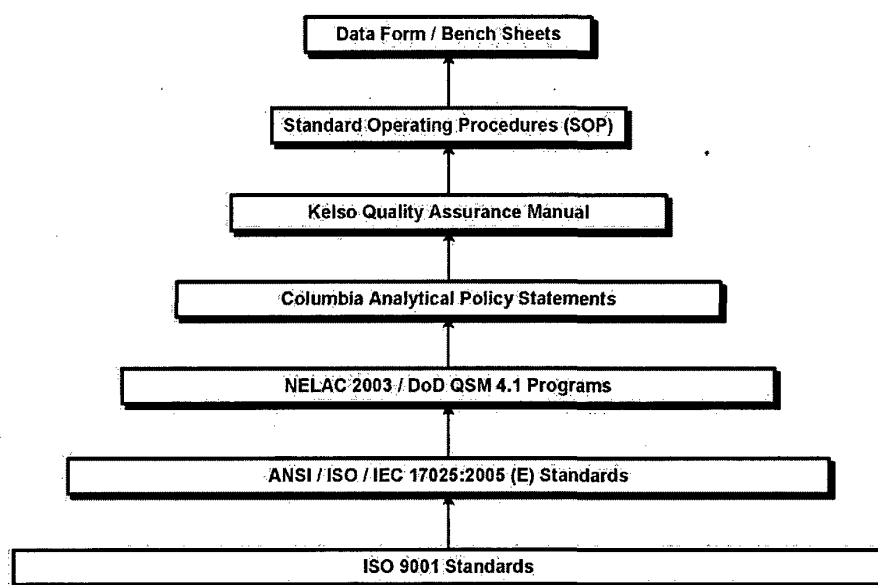 Data Form / Bench Sheets
Standard Operating Procedures (SOP)
Kelso Quality Assurance Manual
Columbia Analytical Policy Statements
NELAC 2003 / DoD QSM 4.1 Programs
ANSI / ISO / IEC 17025:2005 (E) Standards
ISO 9001 Standards